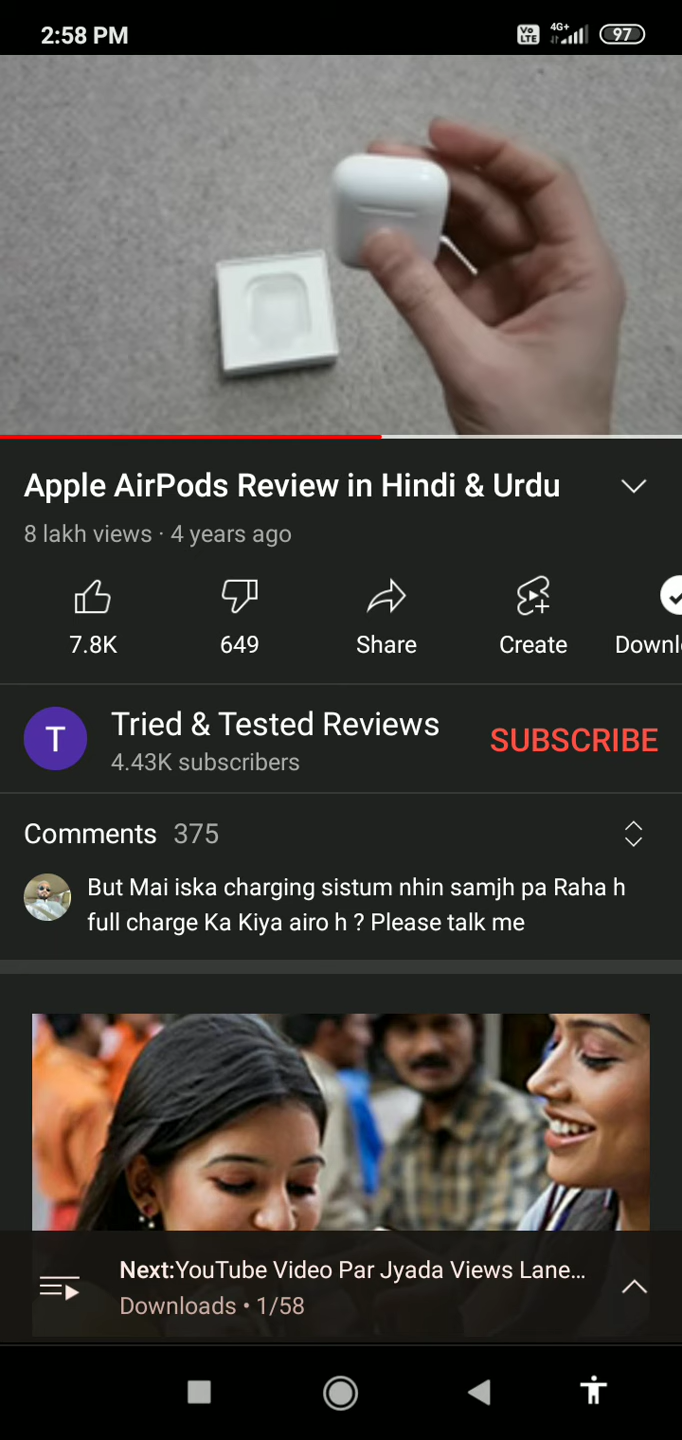 2:58 PM
Vo LTE 4G+ 97
Apple AirPods Review in Hindi & Urdu
8 lakh views · 4 years ago
7.8K 649 Share Create Downl
T
Tried & Tested Reviews
4.43K subscribers
SUBSCRIBE
Comments 375
But Mai iska charging sistum nhin samjh pa Raha h
full charge Ka Kiya airo h ? Please talk me
Next:YouTube Video Par Jyada Views Lane...
Downloads • 1/58